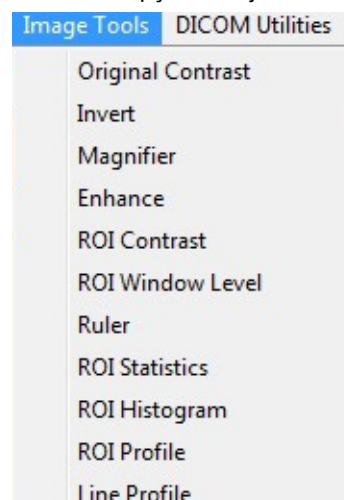 Image Tools DICOM Utilities
Original Contrast
Invert
Magnifier
Enhance
ROI Contrast
ROI Window Level
Ruler
ROI Statistics
ROI Histogram
ROI Profile
Line Profile